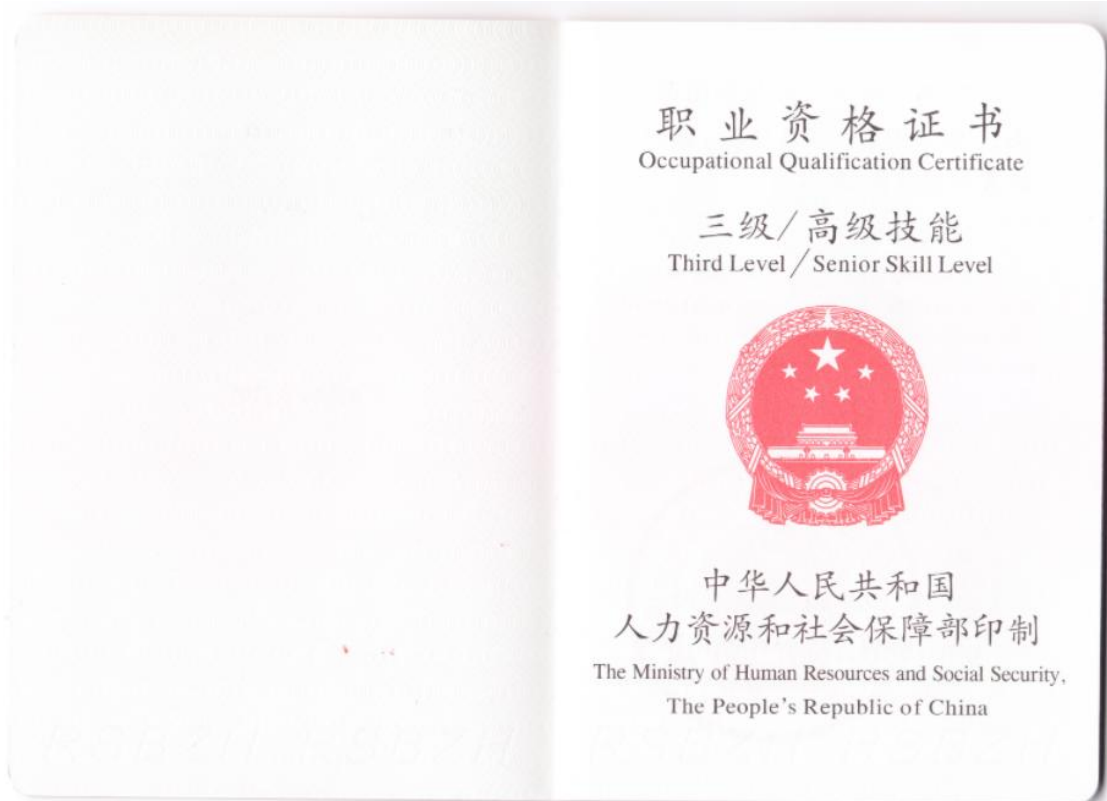 职业资格证书
Occupational Qualification Certificate
三级/高级技能
Third Level/Senior Skill Level
中华人民共和国
人力资源和社会保障部印制
The Ministry of Human Resources and Social Security,
The People's Republic of China